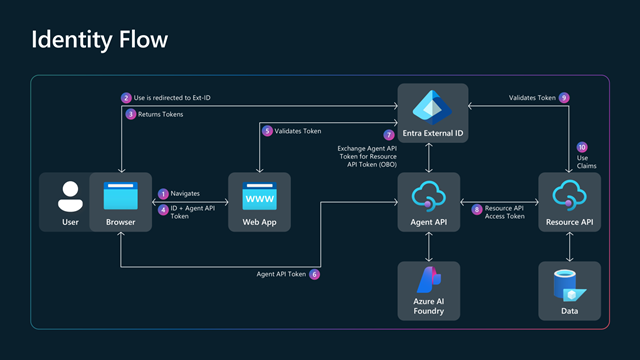 Identity Flow
2 Use is redirected to Ext-ID
3 Returns Tokens
5 Validates Token
7
Exchange Agent API
Token for Resource
API Token (OBO)
Entra External ID
Validates Token 9
10
Use
Claims
User
Browser
1 Navigates
4 ID + Agent API
Token
WWW
Web App
Agent API
8 Resource API
Access Token
Resource API
Agent API Token 6
Azure AI
Foundry
Data